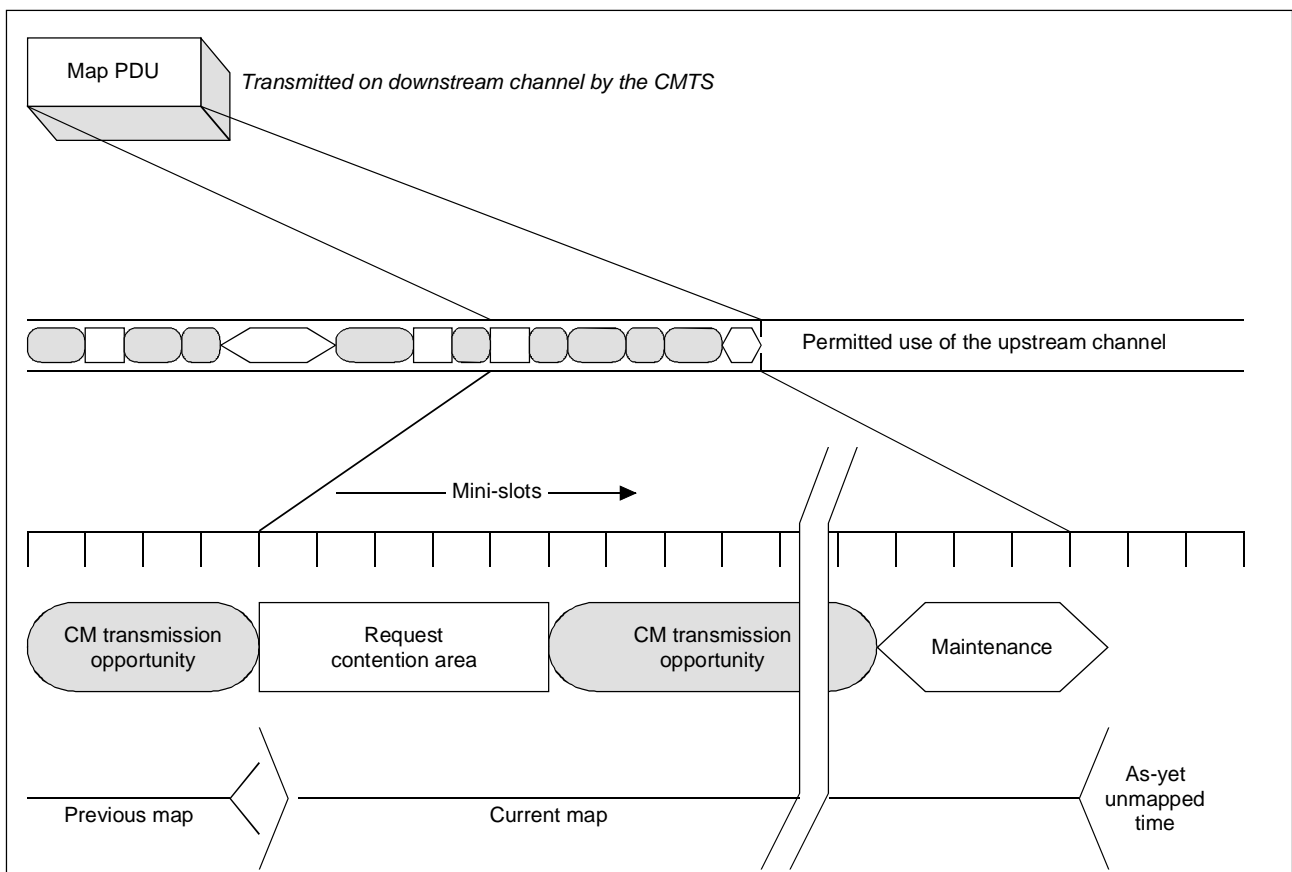 Map PDU
Transmitted on downstream channel by the CMTS
Permitted use of the upstream channel
Mini-slots
CM transmission
opportunity
Request
contention area
CM transmission
opportunity
Maintenance
Previous map
Current map
As-yet
unmapped
time